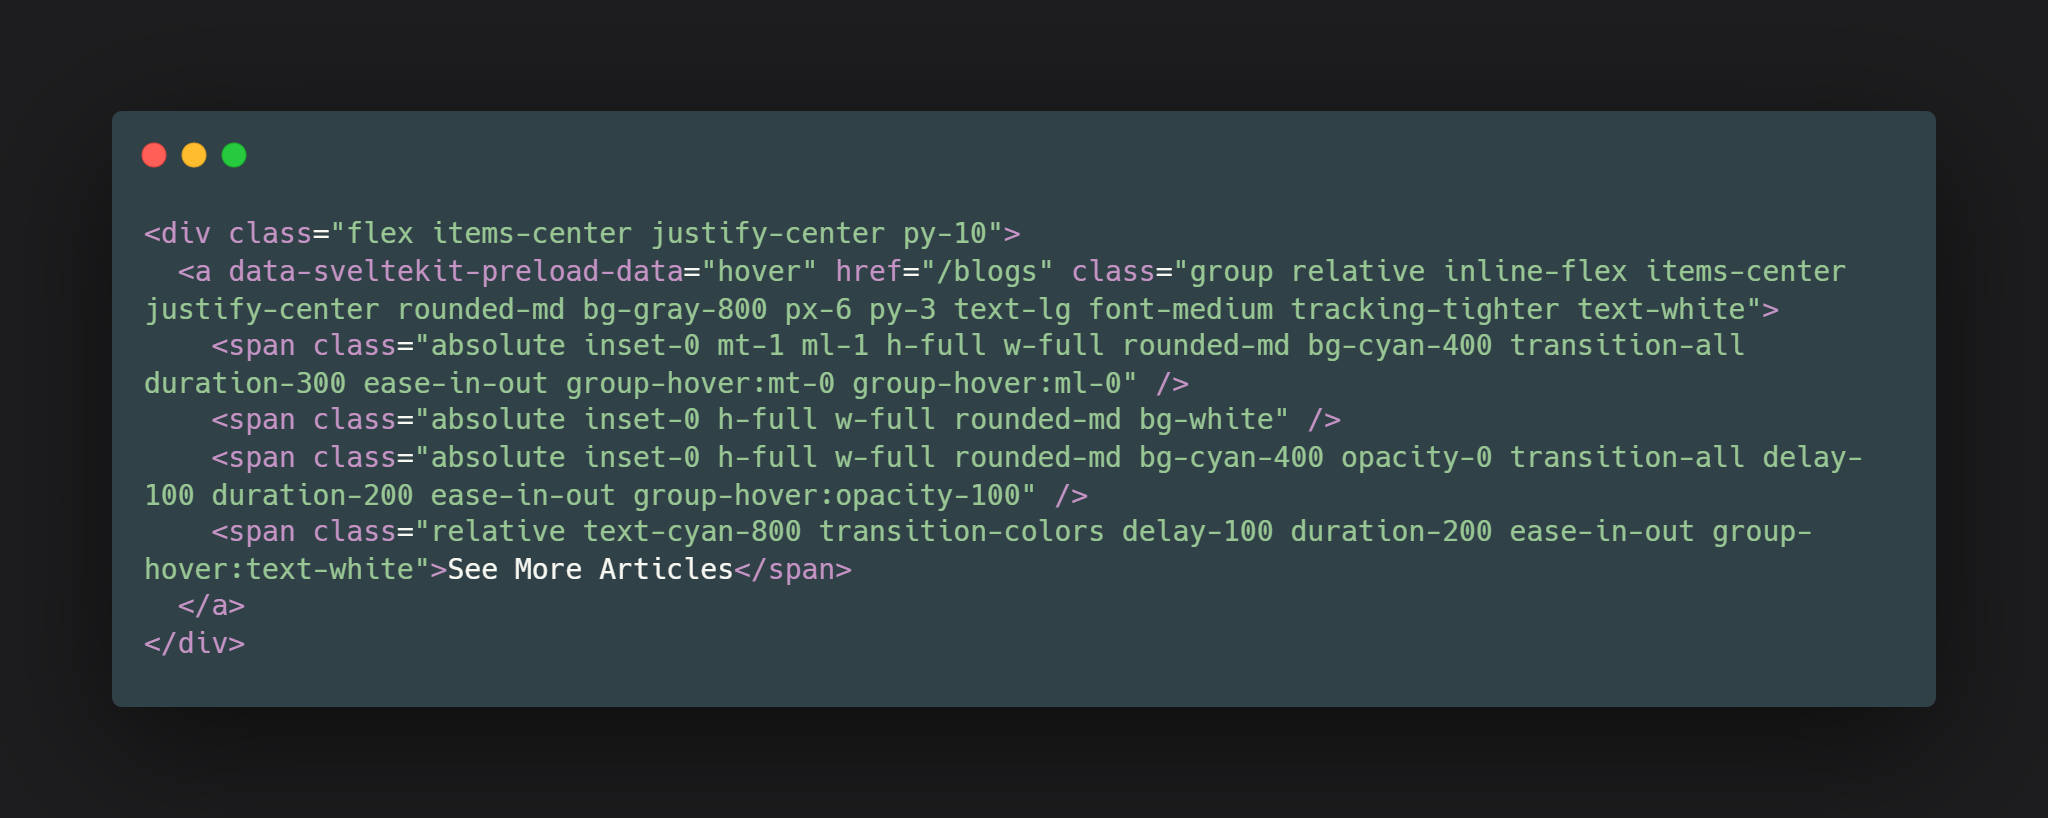 <div class="flex items-center justify-center py-10">
  <a data-sveltekit-preload-data="hover" href="/blogs" class="group relative inline-flex items-center
justify-center rounded-md bg-gray-800 px-6 py-3 text-lg font-medium tracking-tighter text-white">
    <span class="absolute inset-0 mt-1 ml-1 h-full w-full rounded-md bg-cyan-400 transition-all
duration-300 ease-in-out group-hover:mt-0 group-hover:ml-0" />
    <span class="absolute inset-0 h-full w-full rounded-md bg-white" />
    <span class="absolute inset-0 h-full w-full rounded-md bg-cyan-400 opacity-0 transition-all delay-
100 duration-200 ease-in-out group-hover:opacity-100" />
    <span class="relative text-cyan-800 transition-colors delay-100 duration-200 ease-in-out group-
hover:text-white">See More Articles</span>
  </a>
</div>